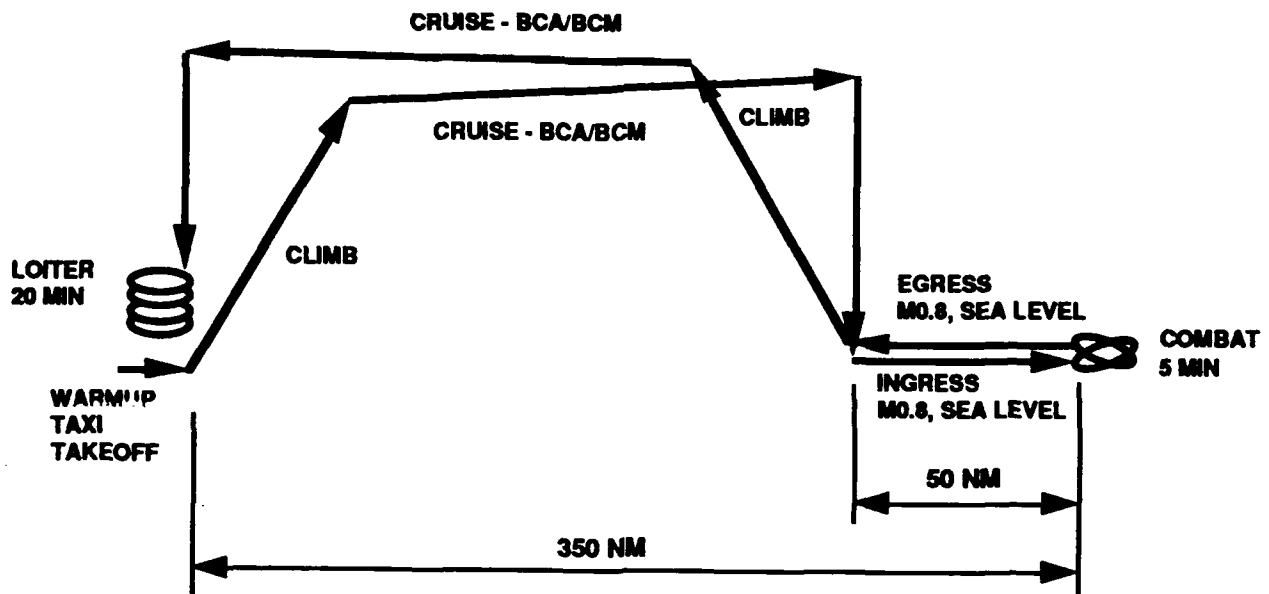 CRUISE - BCA/BCM
CRUISE - BCA/BCM
CLIMB
CLIMB
LOITER
20 MIN
EGRESS
M0.8, SEA LEVEL
COMBAT
5 MIN
INGRESS
M0.8, SEA LEVEL
WARMUP
TAXI
TAKEOFF
50 NM
350 NM